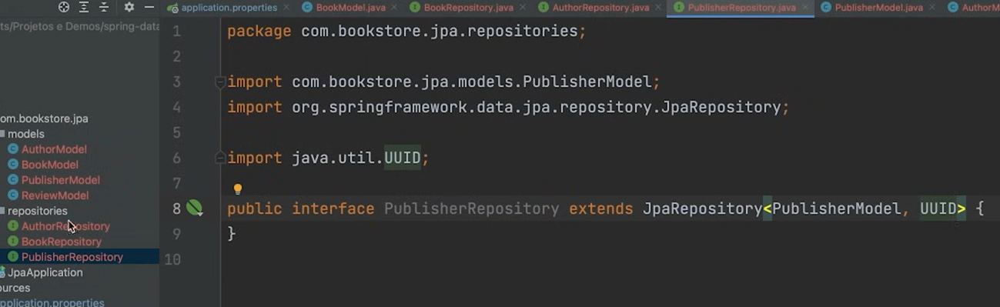 application.properties
BookModel.java
BookRepository.java
AuthorRepository.java
PublisherRepository.java
PublisherModel.java
AuthorM
ts/Projetos e Demos/spring-data
om.bookstore.jpa
models
AuthorModel
BookModel
PublisherModel
ReviewModel
repositories
AuthorRepository
BookRepository
PublisherRepository
JpaApplication
ources
application.properties
1 package com.bookstore.jpa.repositories;
2
3 import com.bookstore.jpa.models.PublisherModel;
4 import org.springframework.data.jpa.repository.JpaRepository;
5
6 import java.util.UUID;
7
8 public interface PublisherRepository extends JpaRepository<PublisherModel, UUID> {
9 }
10